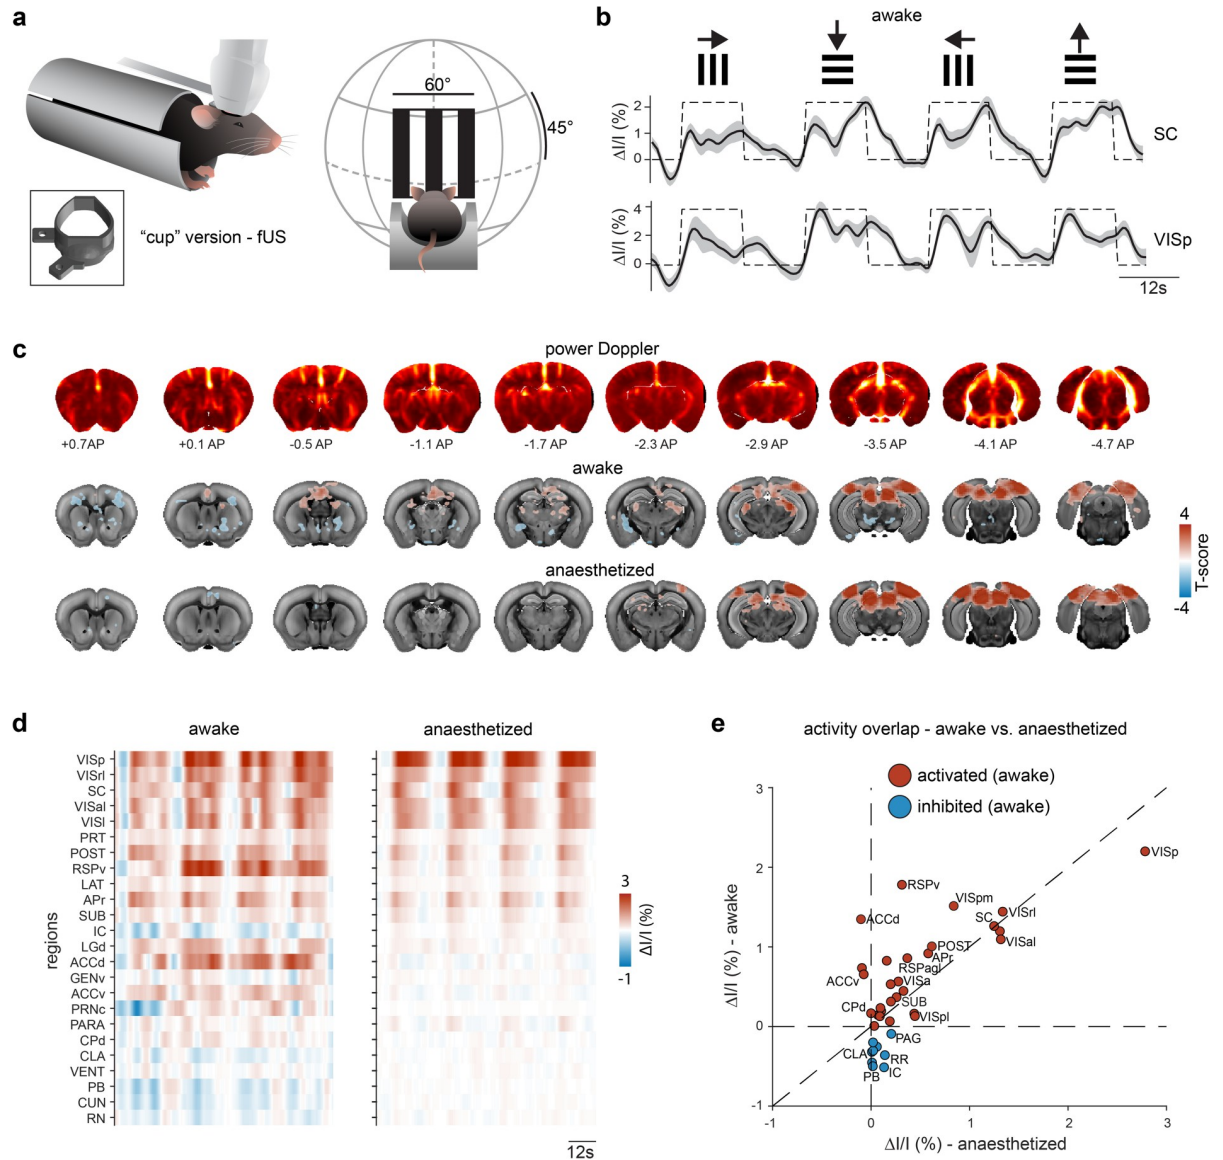 a
"cup" version - fUS
60°
45°
b
awake
ΔI/I (%)
2
1
0
SC
ΔI/I (%)
4
2
0
VISp
12s
c
power Doppler
+0.7AP
+0.1 AP
-0.5 AP
-1.1 AP
-1.7 AP
-2.3 AP
-2.9 AP
-3.5 AP
-4.1 AP
-4.7 AP
awake
anaesthetized
4
-4
T-score
d
awake
anaesthetized
regions
VISp
VISrl
SC
VISal
VISl
PRT
POST
RSPv
LAT
APr
SUB
IC
LGd
ACCd
GENv
ACCv
PRNc
PARA
CPd
CLA
VENT
PB
CUN
RN
3
-1
ΔI/I (%)
12s
e
activity overlap - awake vs. anaesthetized
activated (awake)
inhibited (awake)
ΔI/I (%) - awake
3
2
1
0
-1
VISp
RSPv
VISpm
VISrl
ACCd
SC
VISal
POST
APr
RSPagl
ACCv
VISa
SUB
CPd
VISpl
PAG
CLA
RR
PB
IC
-1
0
1
2
3
ΔI/I (%) - anaesthetized